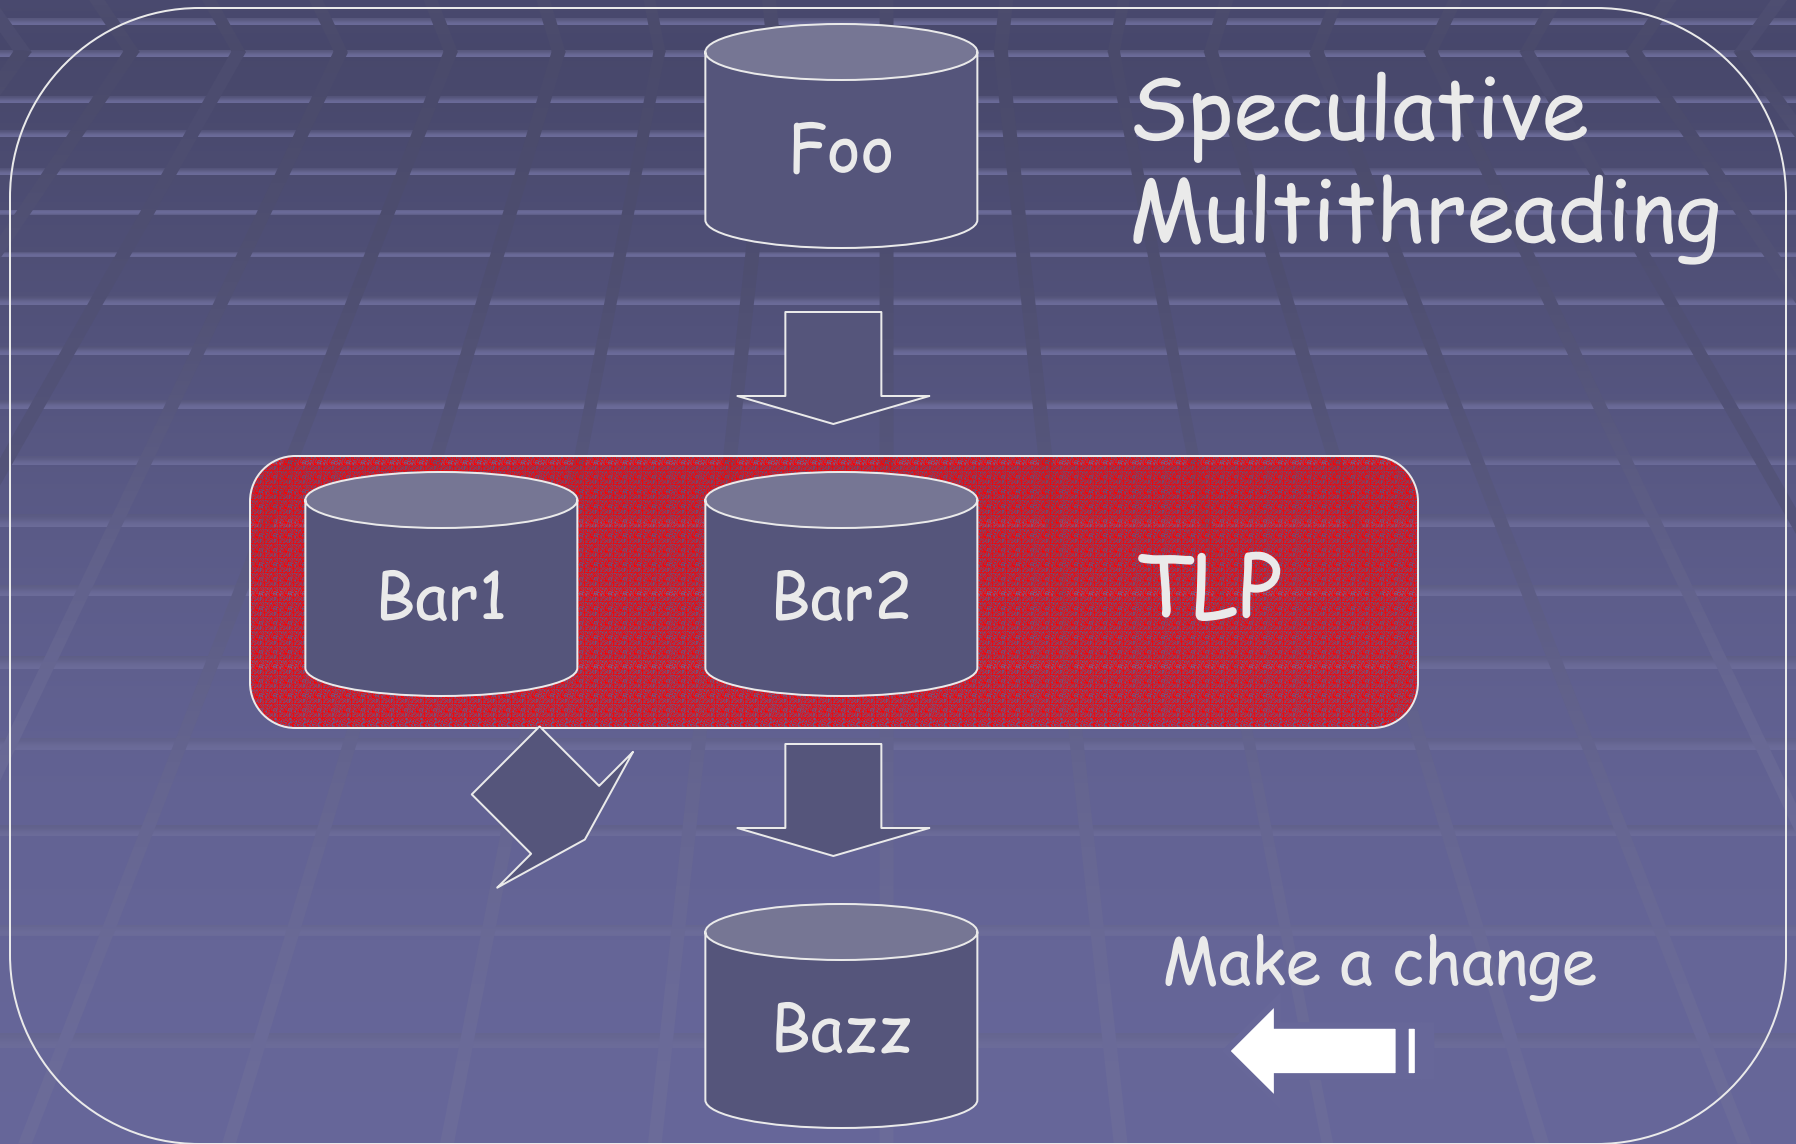 Foo
Speculative
Multithreading
Bar1
Bar2
TLP
Make a change
Bazz